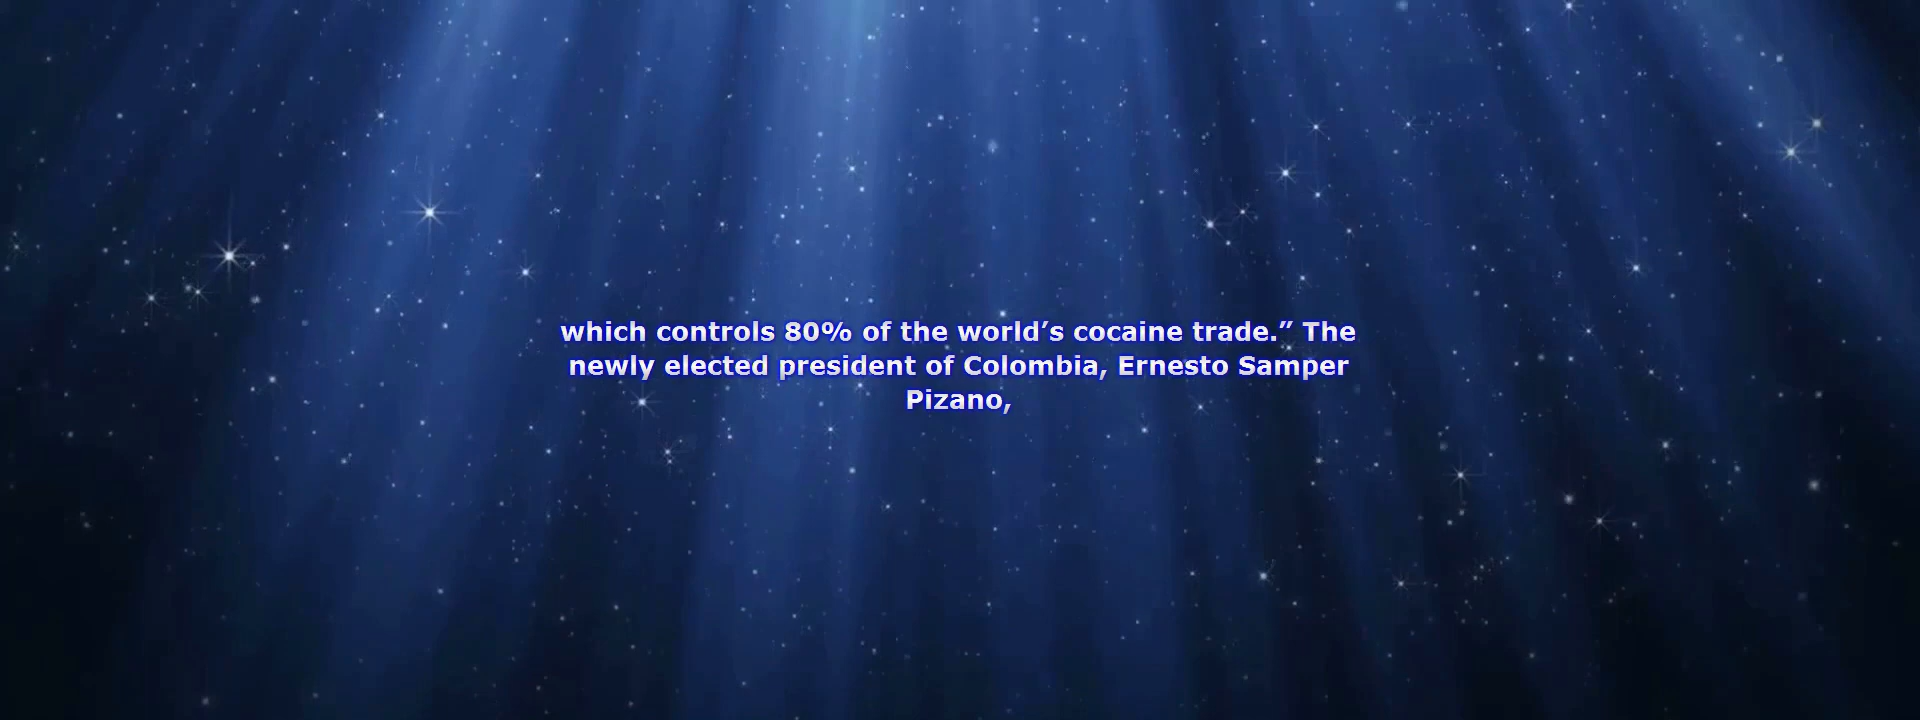 which controls 80% of the world’s cocaine trade.” The
newly elected president of Colombia, Ernesto Samper
Pizano,